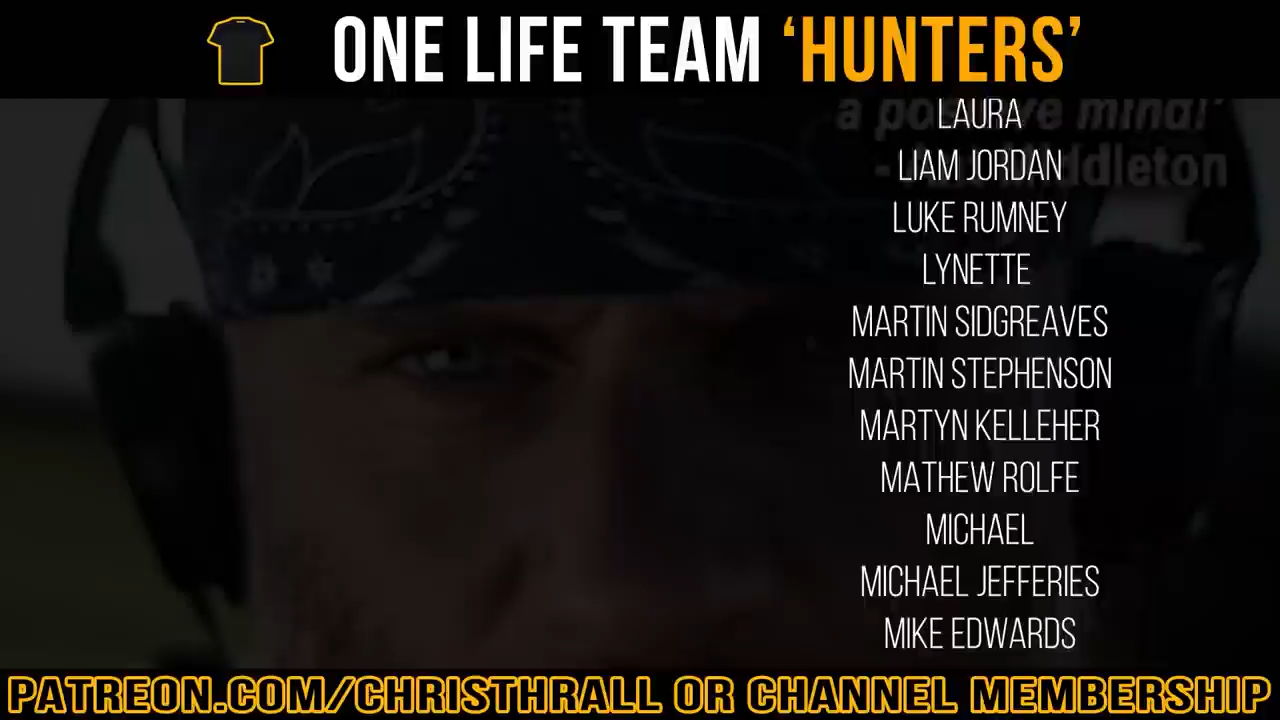 ONE LIFE TEAM ‘HUNTERS’
a mind!’
LAURA
LIAM JORDAN
LUKE RUMNEY
LYNETTE
MARTIN SIDGREAVES
MARTIN STEPHENSON
MARTYN KELLEHER
MATHEW ROLFE
MICHAEL
MICHAEL JEFFERIES
MIKE EDWARDS
PATREON.COM/CHRISTHRALL OR CHANNEL MEMBERSHIP